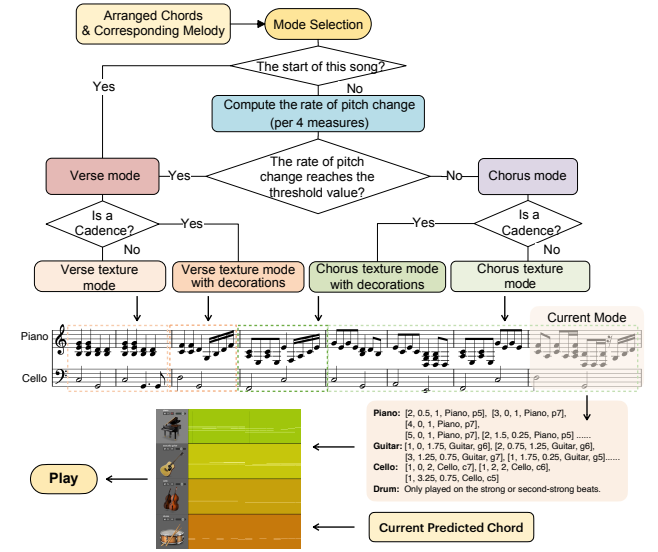 Arranged Chords
& Corresponding Melody
Mode Selection
The start of this song?
Yes
No
Compute the rate of pitch change
(per 4 measures)
Verse mode
Yes
The rate of pitch
change reaches the
threshold value?
No
Chorus mode
Is a
Cadence?
Yes
No
Yes
Is a
Cadence?
No
Verse texture
mode
Verse texture mode
with decorations
Chorus texture mode
with decorations
Chorus texture
mode
Current Mode
Piano
Cello
Piano: [2, 0.5, 1, Piano, p5], [3, 0, 1, Piano, p7],
[4, 0, 1, Piano, p7],
[5, 0, 1, Piano, p7], [2, 1.5, 0.25, Piano, p5] ......
Guitar: [1, 0, 1.75, Guitar, g6], [2, 0.75, 1.25, Guitar, g6],
[3, 1.25, 0.75, Guitar, g7], [1, 1.75, 0.25, Guitar, g5]......
Cello: [1, 0, 2, Cello, c7], [1, 2, 2, Cello, c6],
[1, 3.25, 0.75, Cello, c5]
Drum: Only played on the strong or second-strong beats.
Play
Current Predicted Chord